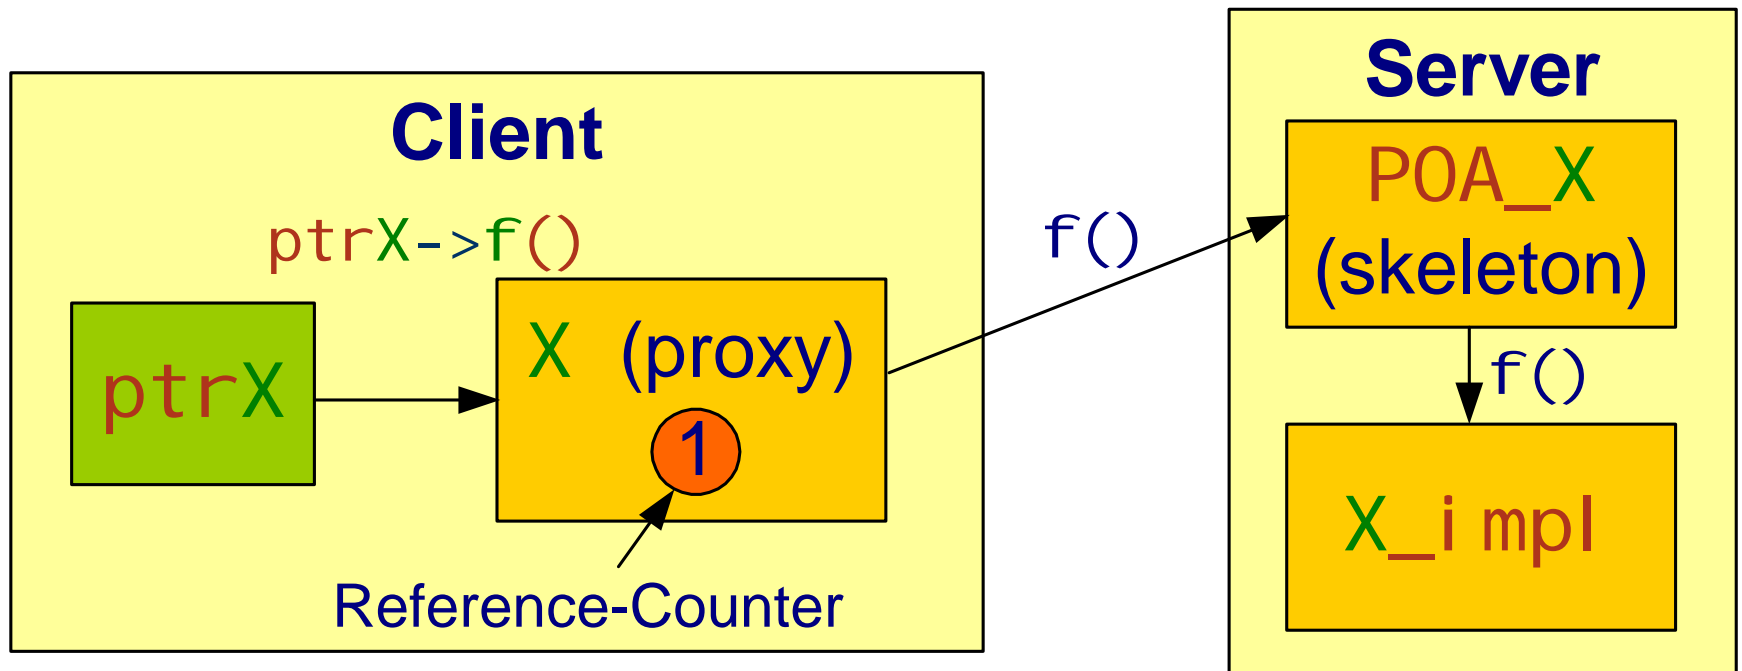 Client
ptrX->f()
ptrX
X (proxy)
1
Reference-Counter
f()
Server
POA_X
(skeleton)
f()
X_impl